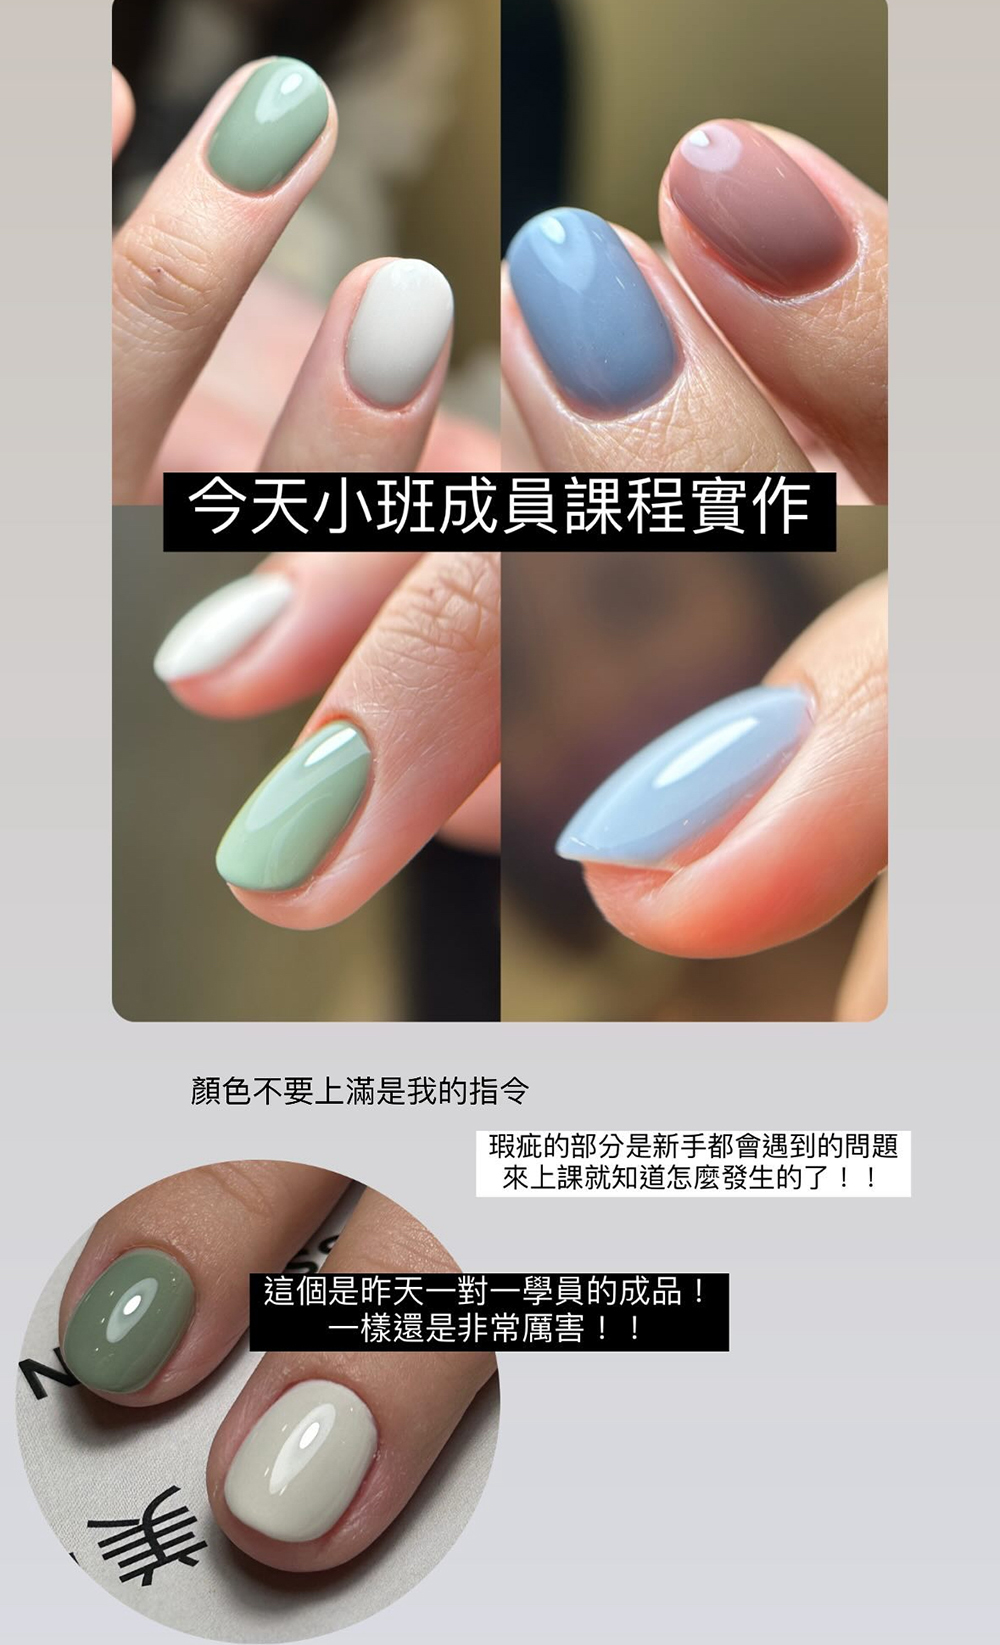 今天小班成員課程實作
顏色不要上滿是我的指令
瑕疵的部分是新手都會遇到的問題
來上課就知道怎麼發生的了！！
這個是昨天一對一學員的成品！
一樣還是非常厲害！！
N
美